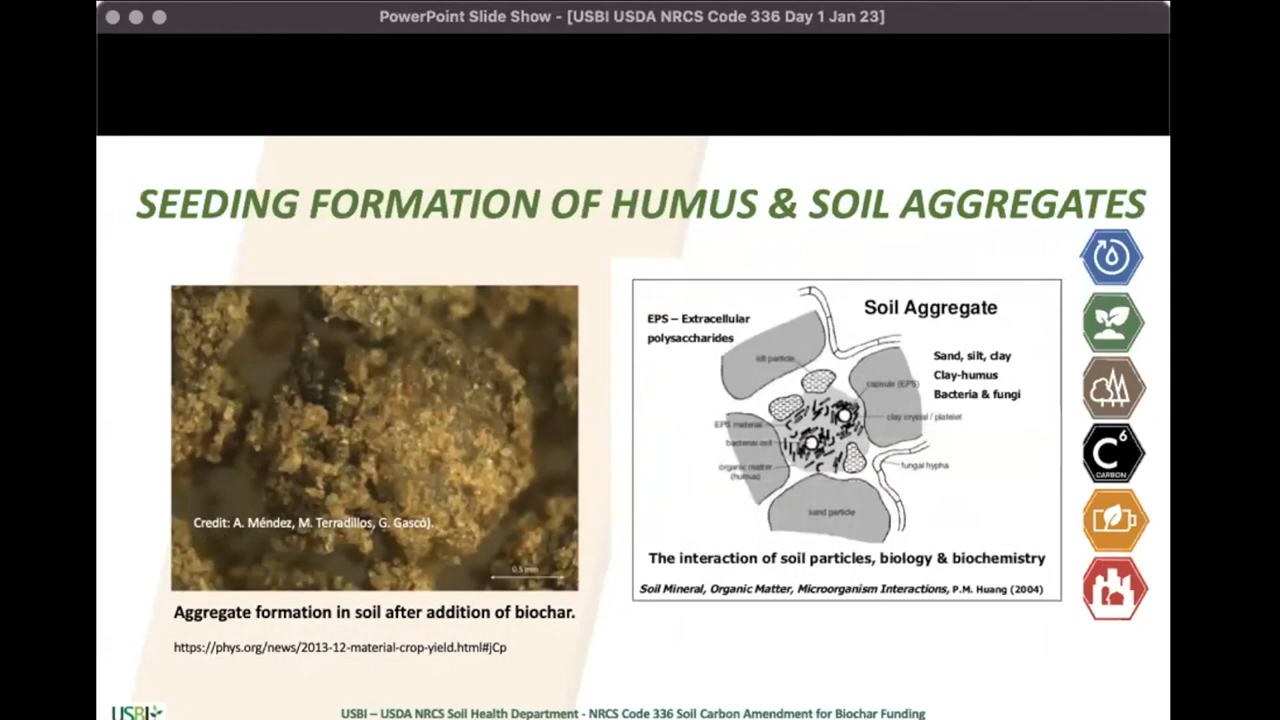 PowerPoint Slide Show - [USBI USDA NRCS Code 336 Day 1 Jan 23]
SEEDING FORMATION OF HUMUS & SOIL AGGREGATES
Credit: A. Méndez, M. Terradillos, G. Gascó).
0.5 mm
Aggregate formation in soil after addition of biochar.
https://phys.org/news/2013-12-material-crop-yield.html#jCp
Soil Aggregate
EPS – Extracellular
polysaccharides
Sand, silt, clay
Clay-humus
Bacteria & fungi
silt particle
capsule (EPS)
clay crystal / platelet
EPS material
bacterial cell
organic matter
(humus)
fungal hypha
sand particle
The interaction of soil particles, biology & biochemistry
Soil Mineral, Organic Matter, Microorganism Interactions, P.M. Huang (2004)
C 6
CARBON
USBI
USBI – USDA NRCS Soil Health Department - NRCS Code 336 Soil Carbon Amendment for Biochar Funding